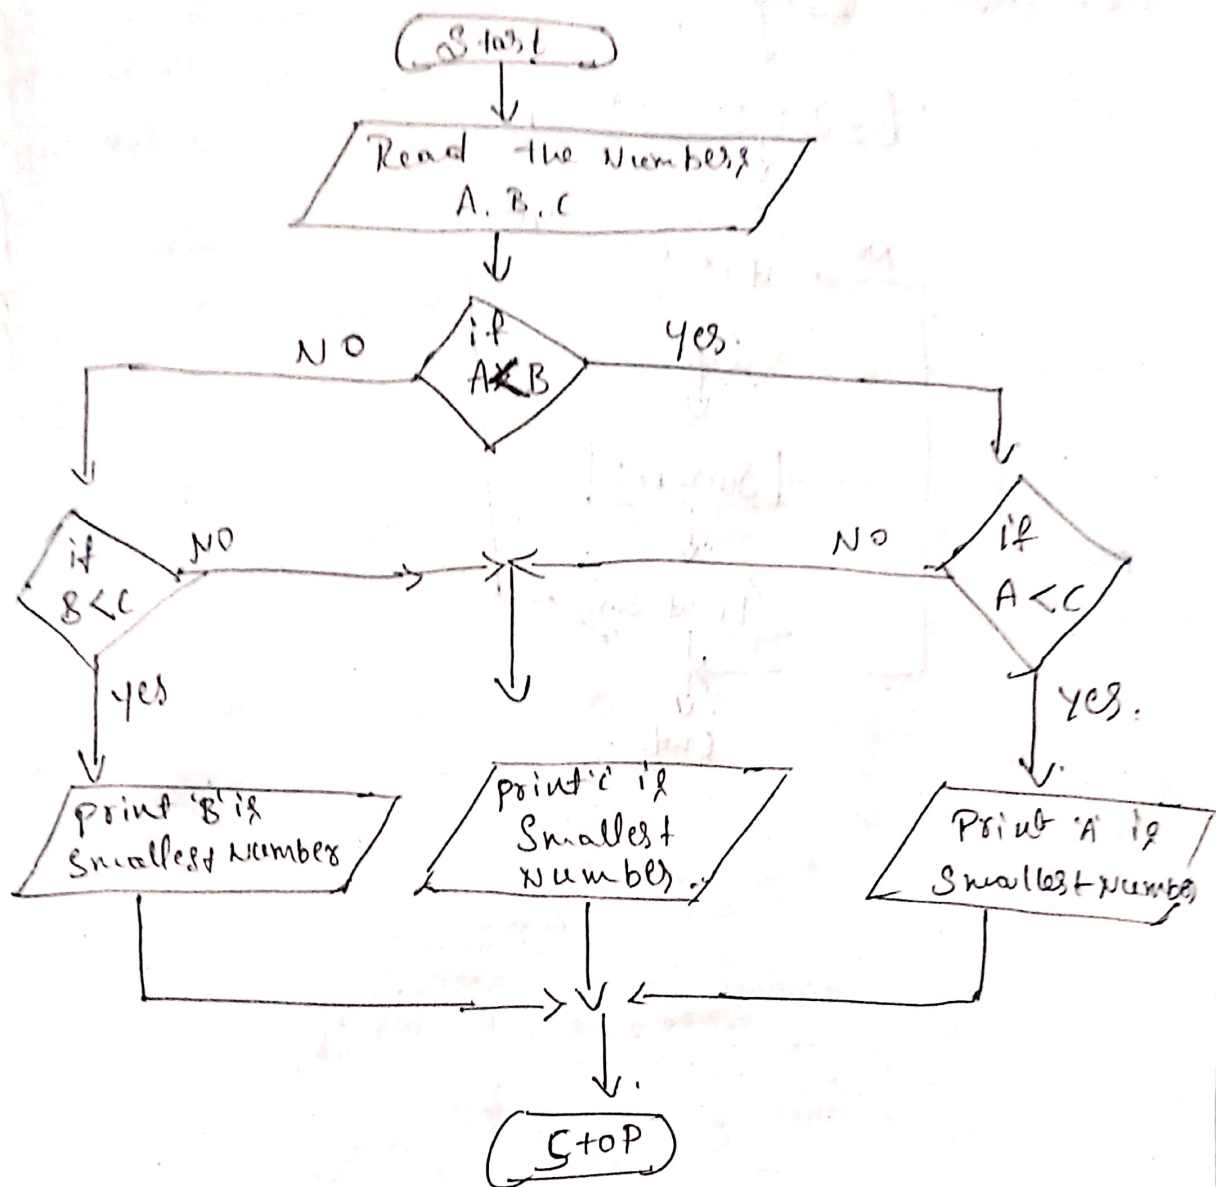 Start
Read the Numbers
A, B, C
if
A<B
NO
yes.
if
B<C
NO
yes
if
A<C
NO
yes.
print 'B' is
Smallest Number
print 'C' is
Smallest
Number.
Print 'A' is
Smallest Number
StoP